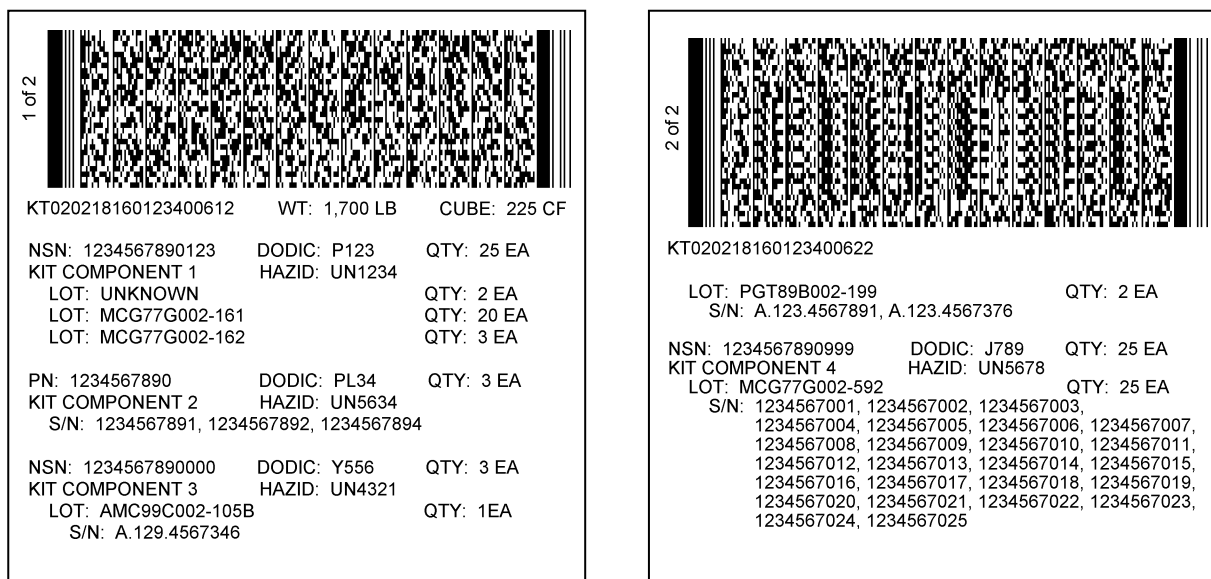 1 of 2
KT020218160123400612 WT: 1,700 LB CUBE: 225 CF
NSN: 1234567890123 DODIC: P123 QTY: 25 EA
KIT COMPONENT 1 HAZID: UN1234
LOT: UNKNOWN QTY: 2 EA
LOT: MCG77G002-161 QTY: 20 EA
LOT: MCG77G002-162 QTY: 3 EA
PN: 1234567890 DODIC: PL34 QTY: 3 EA
KIT COMPONENT 2 HAZID: UN5634
S/N: 1234567891, 1234567892, 1234567894
NSN: 1234567890000 DODIC: Y556 QTY: 3 EA
KIT COMPONENT 3 HAZID: UN4321
LOT: AMC99C002-105B QTY: 1EA
S/N: A.129.4567346
2 of 2
KT020218160123400622
LOT: PGT89B002-199 QTY: 2 EA
S/N: A.123.4567891, A.123.4567376
NSN: 1234567890999 DODIC: J789 QTY: 25 EA
KIT COMPONENT 4 HAZID: UN5678
LOT: MCG77G002-592 QTY: 25 EA
S/N: 1234567001, 1234567002, 1234567003,
1234567004, 1234567005, 1234567006, 1234567007,
1234567008, 1234567009, 1234567010, 1234567011,
1234567012, 1234567013, 1234567014, 1234567015,
1234567016, 1234567017, 1234567018, 1234567019,
1234567020, 1234567021, 1234567022, 1234567023,
1234567024, 1234567025